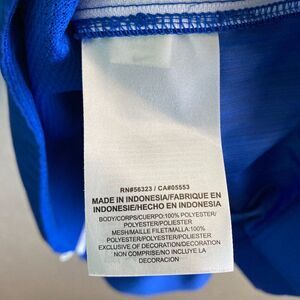 RN#56323 / CA#05553
MADE IN INDONESIA/FABRIQUE EN
INDONESIE/HECHO EN INDONESIA
BODY/CORPS/CUERPO:100% POLYESTER/
POLYESTER/POLIESTER
MESH/MAILLE FILET/MALLA:100%
POLYESTER/POLYESTER/POLIESTER
EXCLUSIVE OF DECORATION/DECORATION
NON COMPRISE/NO INCLUYE LA
DECORACION